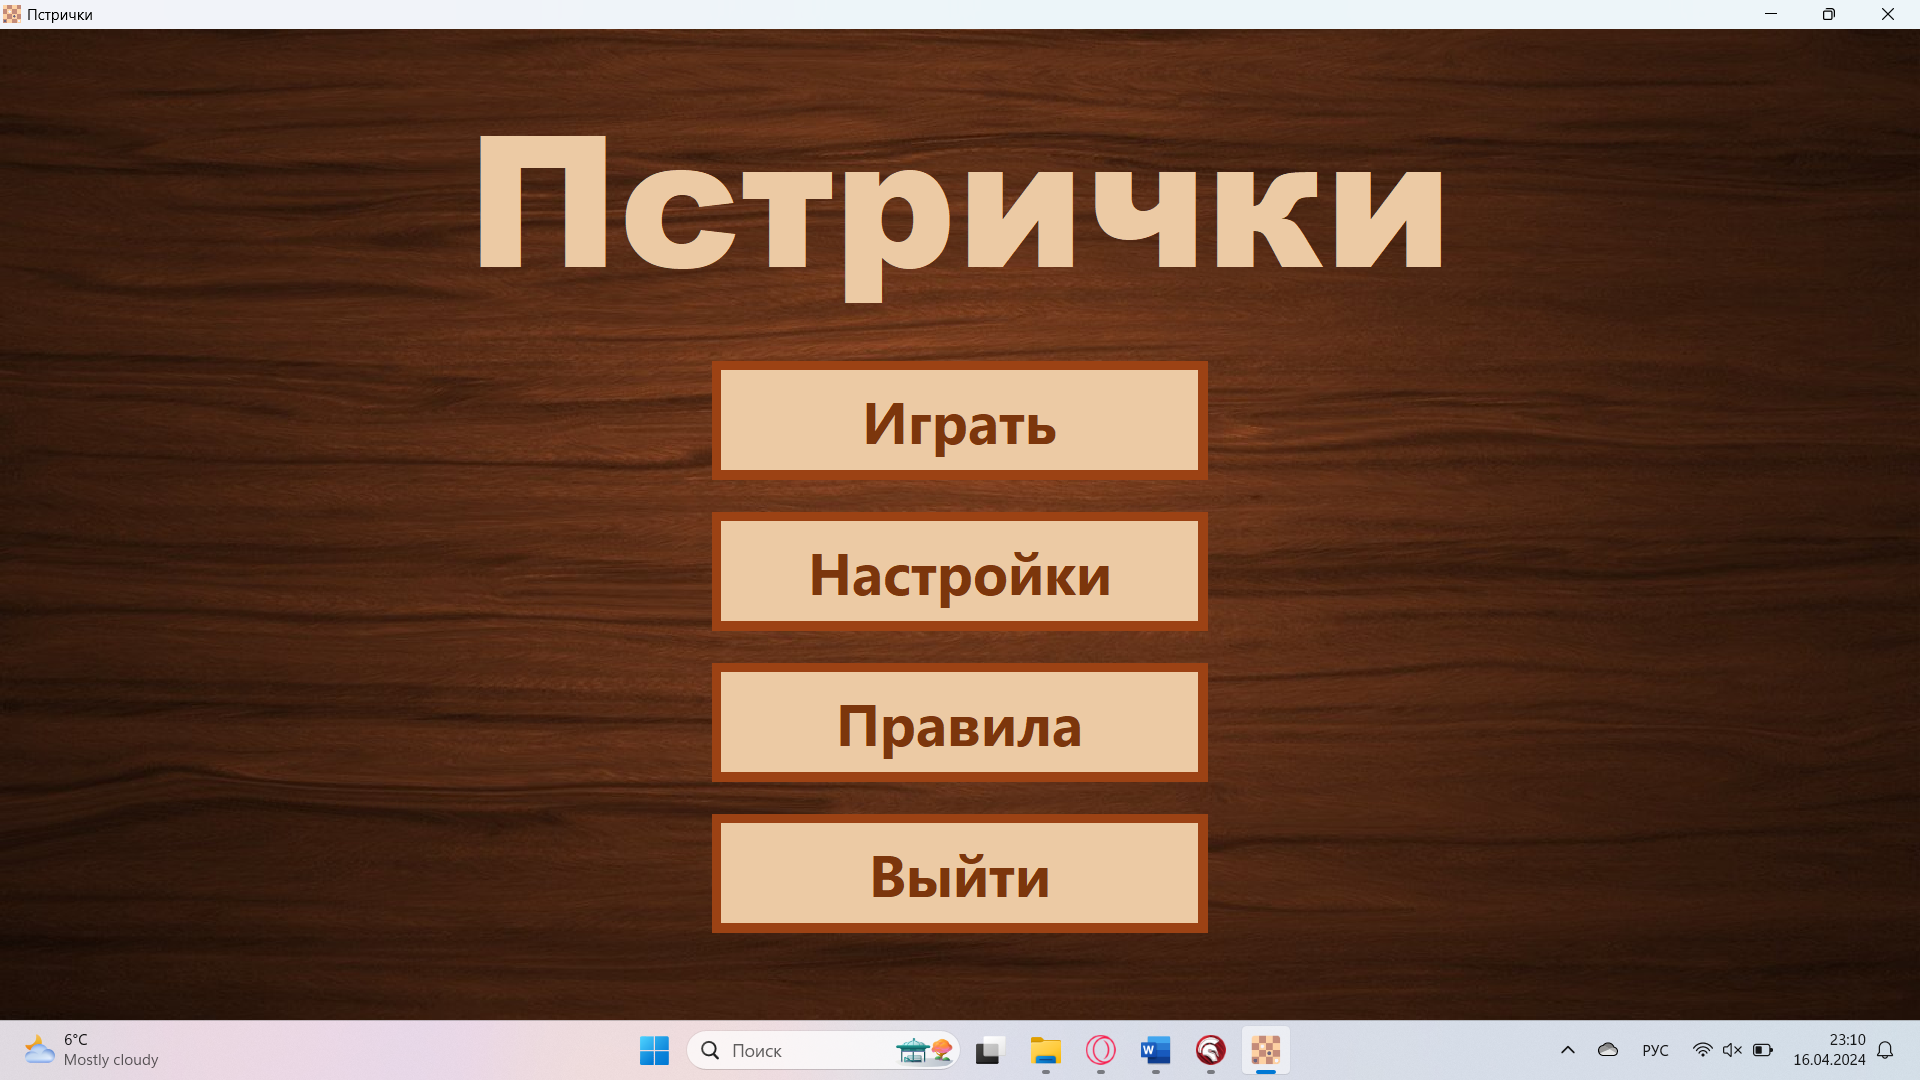 Пстрички
Пстрички
Играть
Настройки
Правила
Выйти
6°C
Mostly cloudy
Поиск
W
РУС
23:10
16.04.2024